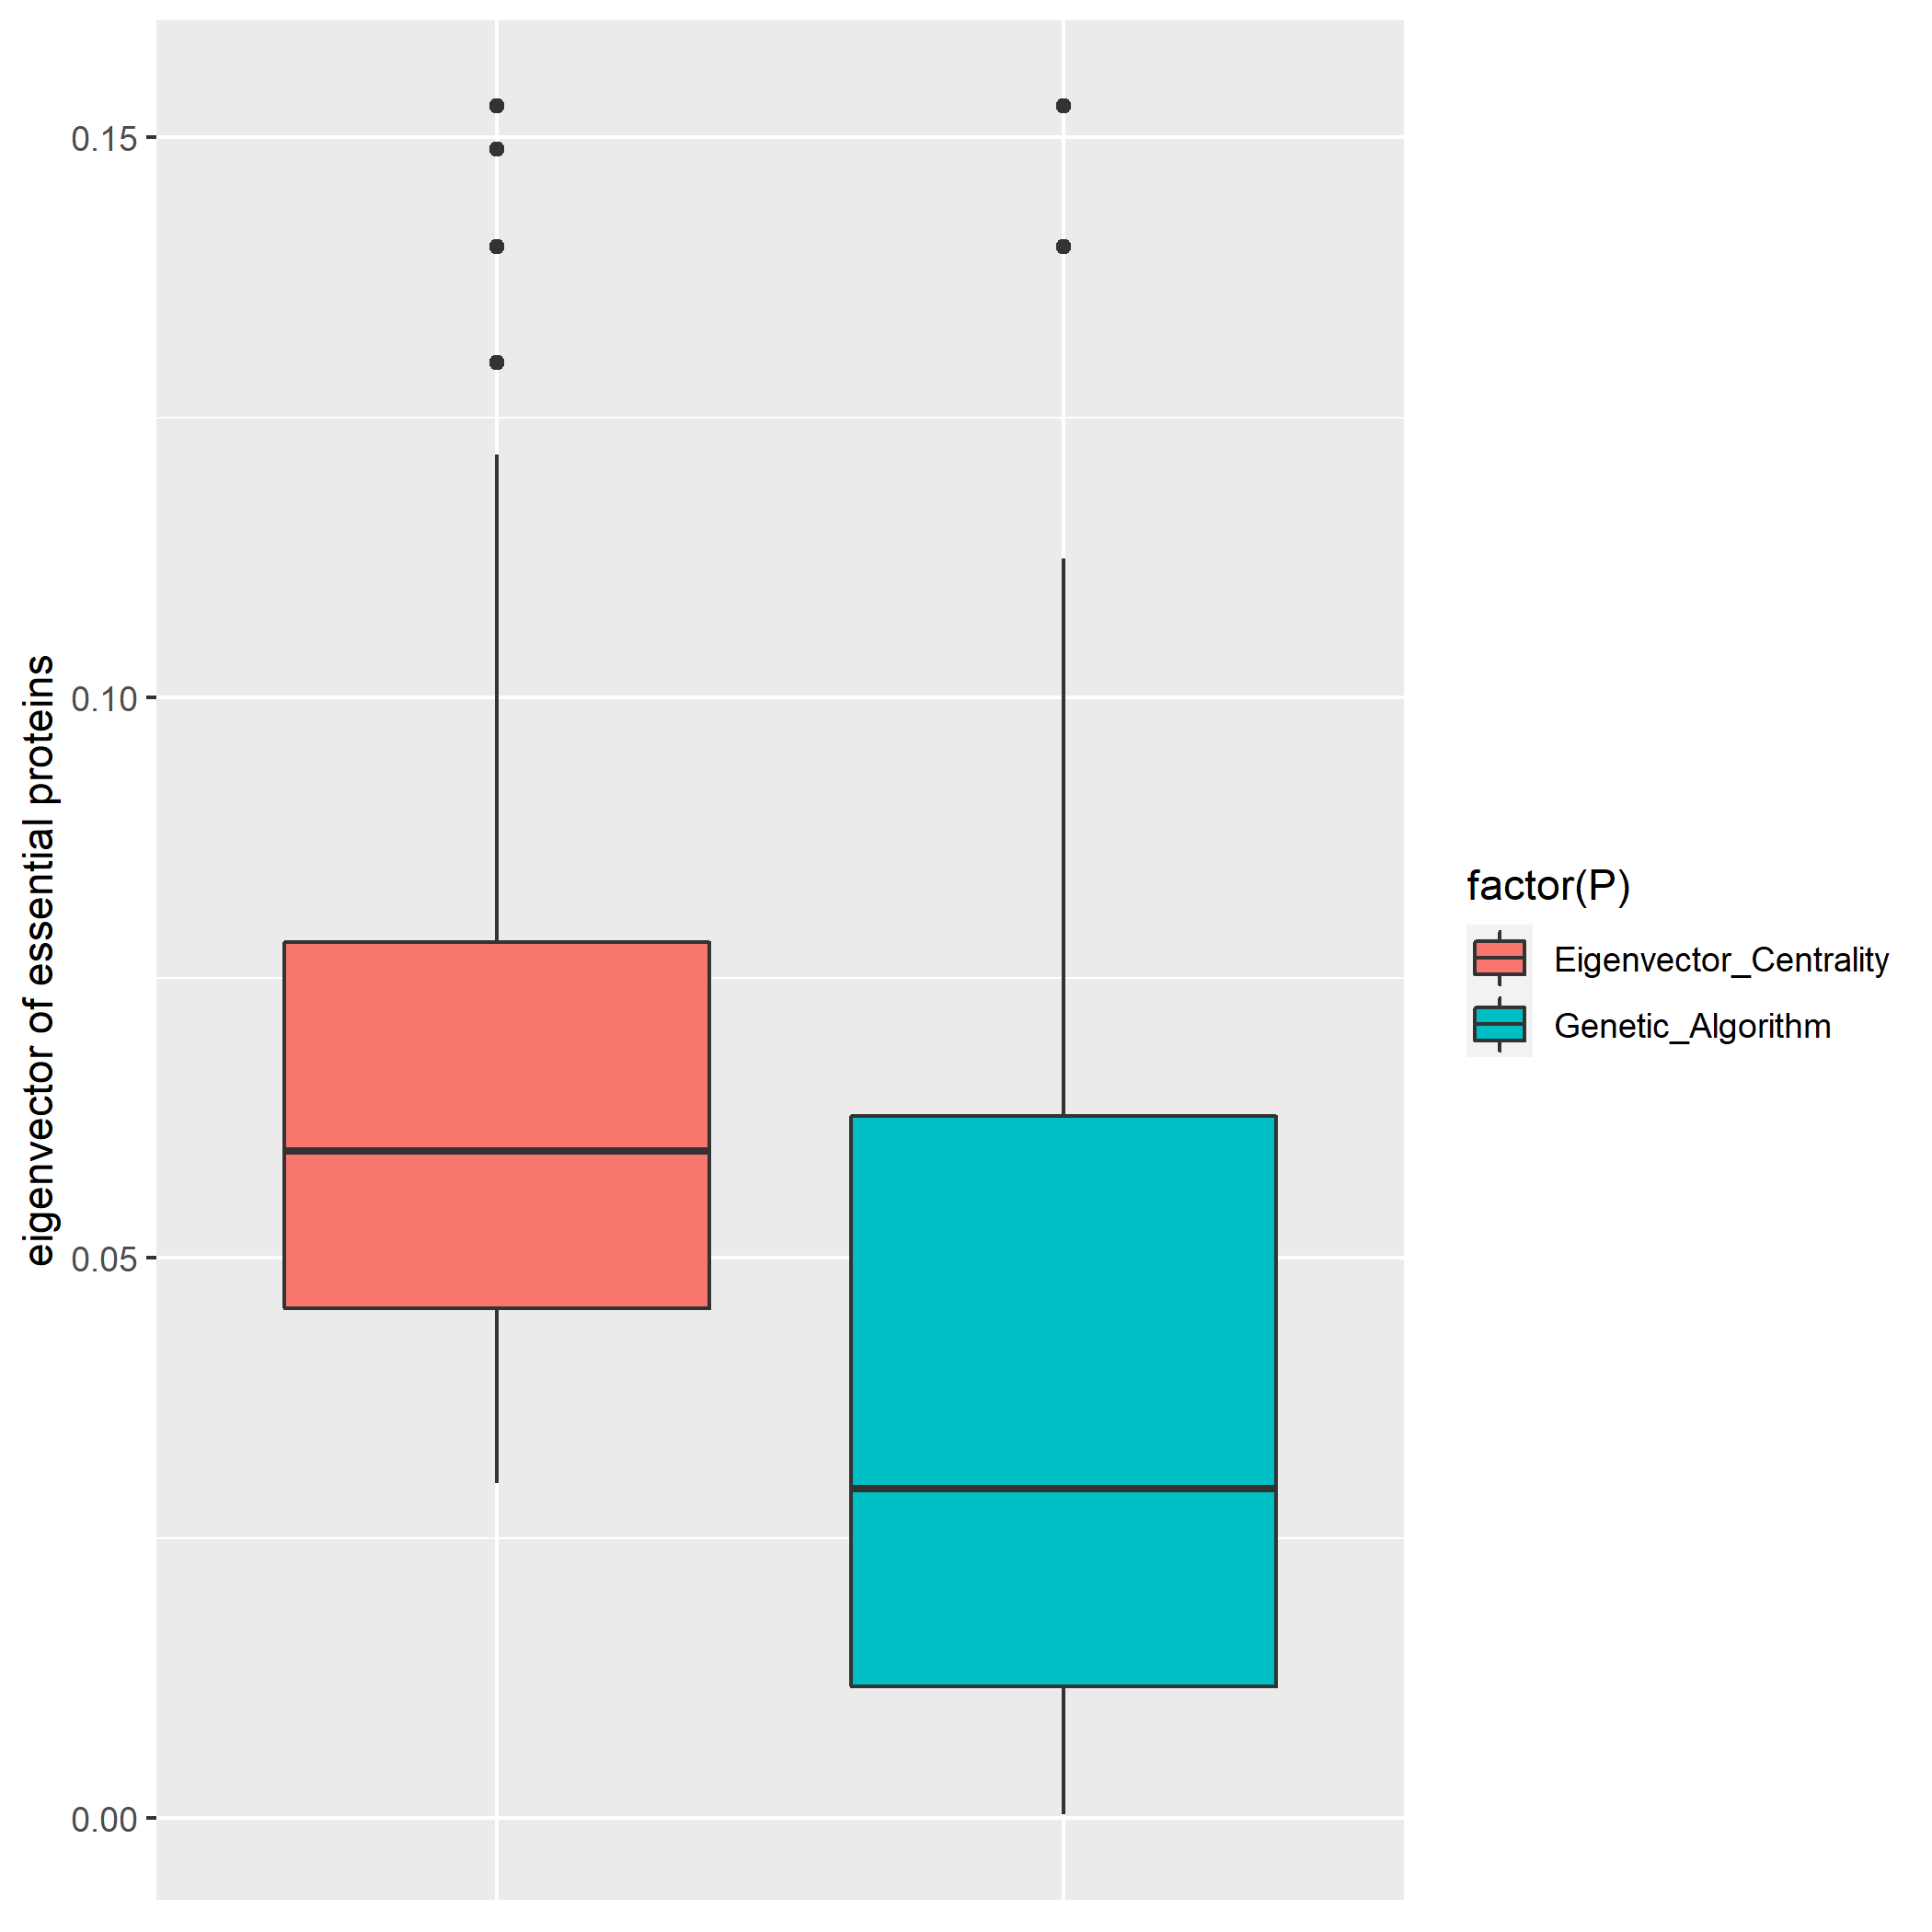 eigenvector of essential proteins
0.15
0.10
0.05
0.00
factor(P)
Eigenvector_Centrality
Genetic_Algorithm